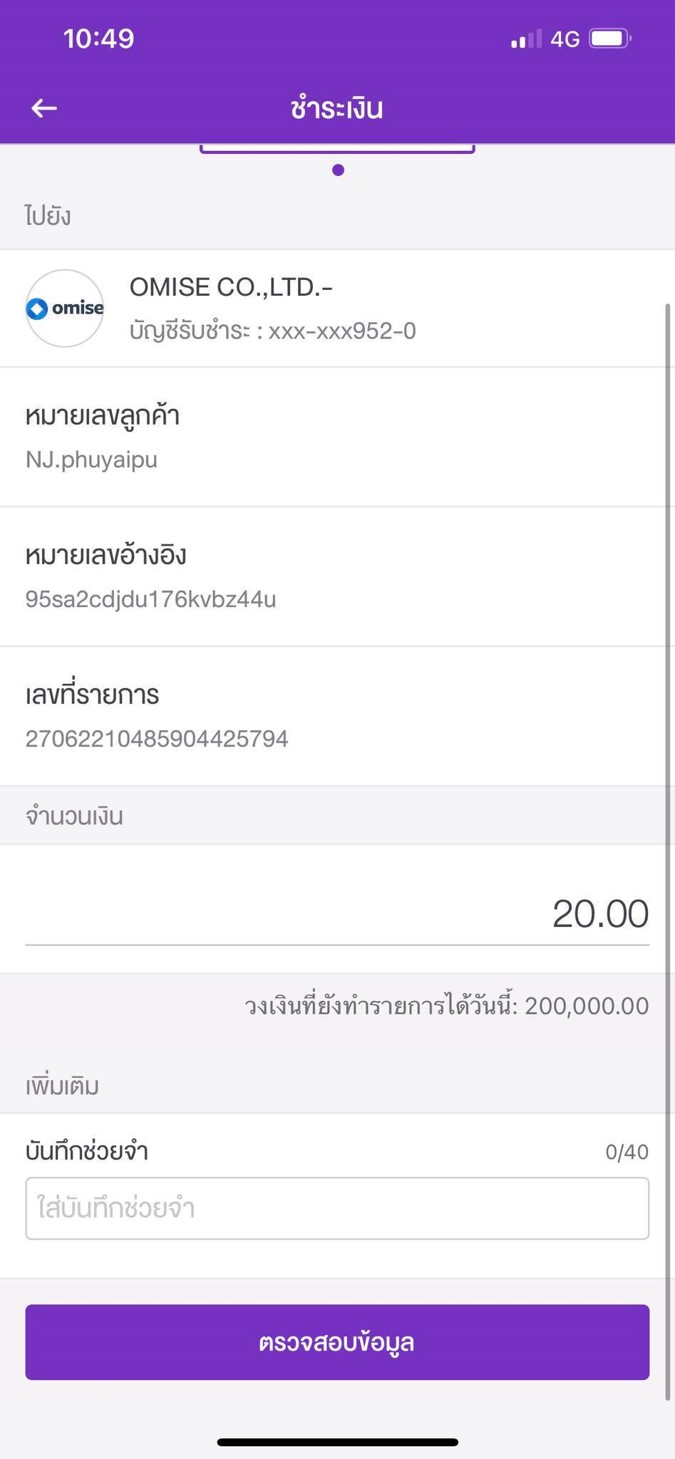 10:49
4G
ชำระเงิน
ไปยัง
omise
OMISE CO.,LTD.-
บัญชีรับชำระ : xxx-xxx952-0
หมายเลขลูกค้า
NJ.phuyaipu
หมายเลขอ้างอิง
95sa2cdjdu176kvbz44u
เลขที่รายการ
27062210485904425794
จำนวนเงิน
20.00
วงเงินที่ยังทำรายการได้วันนี้: 200,000.00
เพิ่มเติม
บันทึกช่วยจำ 0/40
ใส่บันทึกช่วยจำ
ตรวจสอบข้อมูล